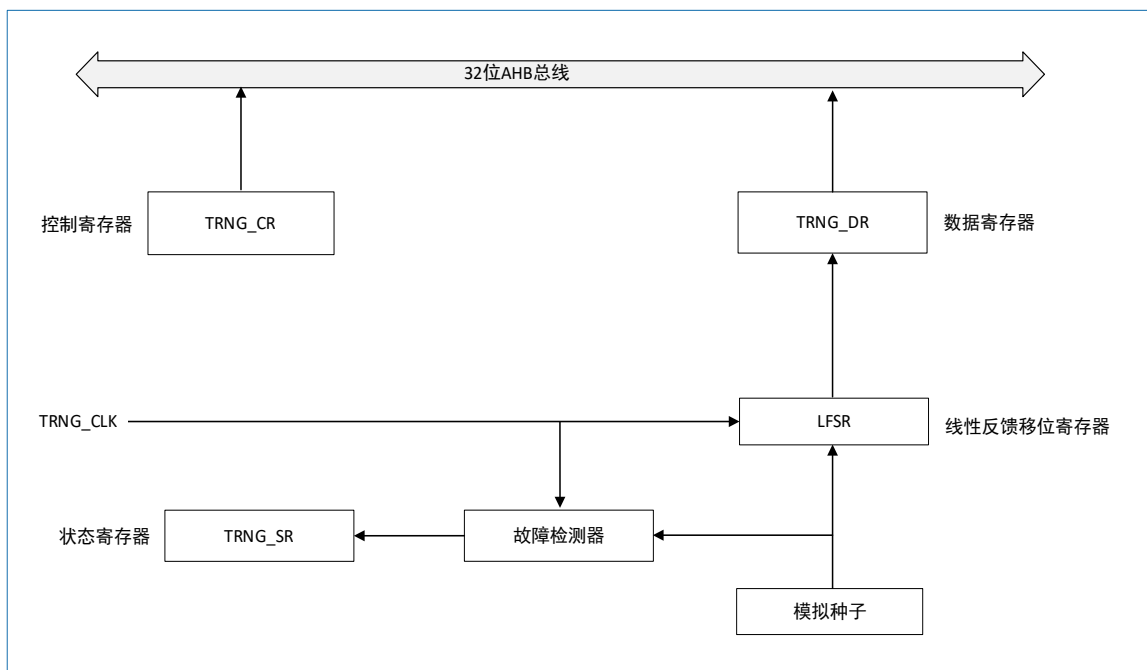 32位AHB总线
控制寄存器
TRNG_CR
TRNG_DR
数据寄存器
TRNG_CLK
LFSR
线性反馈移位寄存器
状态寄存器
TRNG_SR
故障检测器
模拟种子